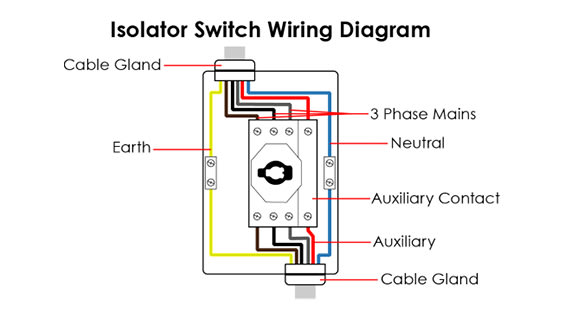 Isolator Switch Wiring Diagram
Cable Gland
3 Phase Mains
Earth
Neutral
Auxiliary Contact
Auxiliary
Cable Gland